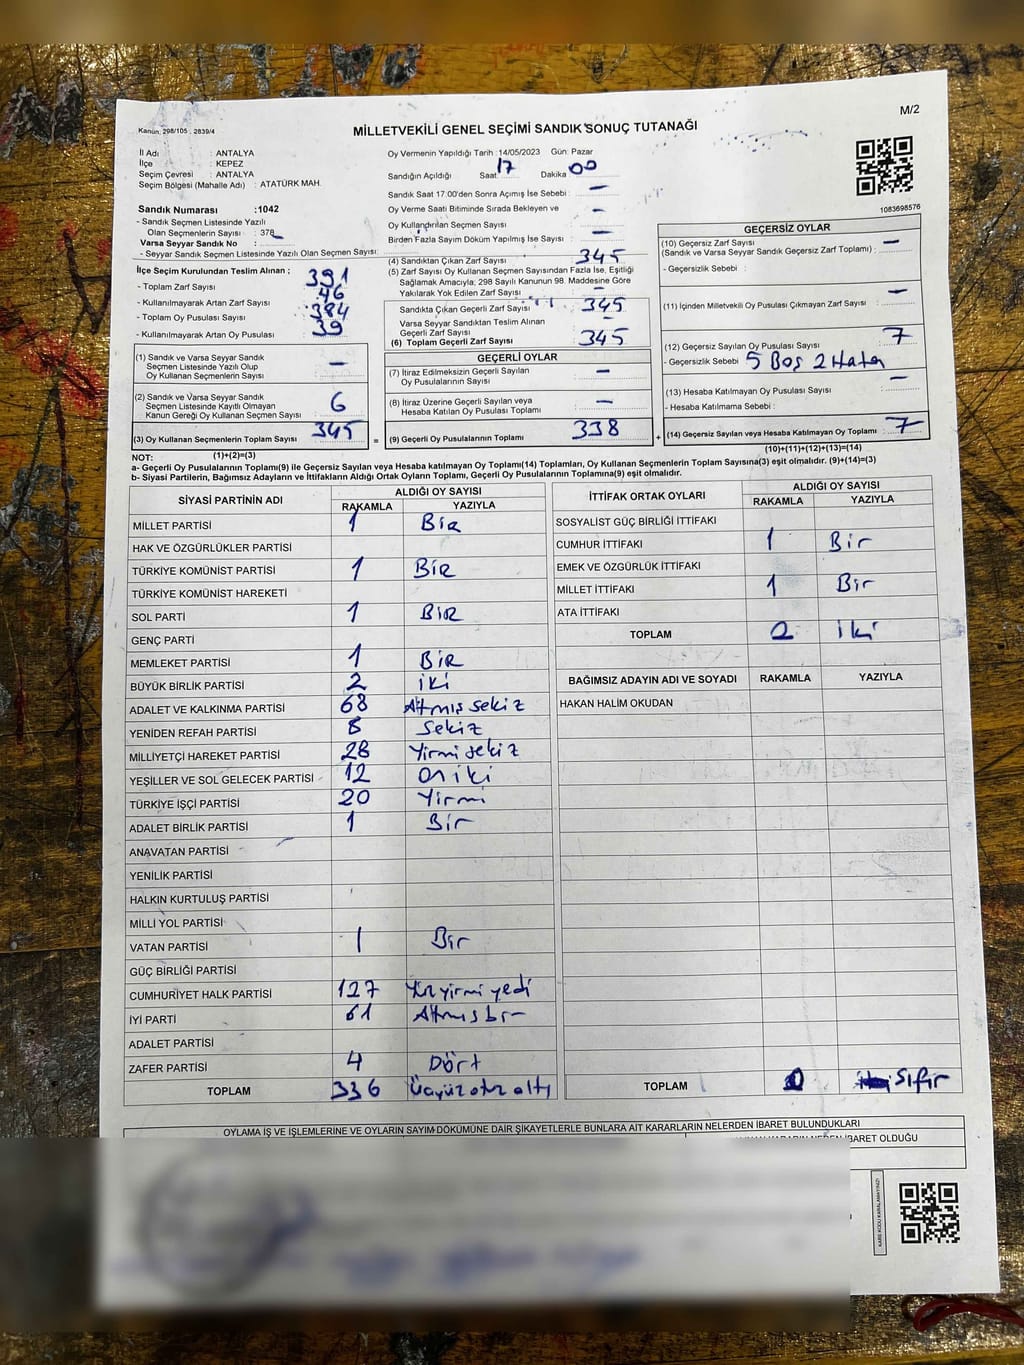 M/2
Kanun: 298/105 , 2839/4
MİLLETVEKİLİ GENEL SEÇİMİ SANDIK SONUÇ TUTANAĞI
İl Adı : ANTALYA
İlçe : KEPEZ
Seçim Çevresi : ANTALYA
Seçim Bölgesi (Mahalle Adı) : ATATÜRK MAH.
Oy Vermenin Yapıldığı Tarih :14/05/2023 Gün: Pazar
Sandığın Açıldığı Saat 17 Dakika 00
Sandık Saat 17:00'den Sonra Açımış İse Sebebi : –
Oy Verme Saati Bitiminde Sırada Bekleyen ve
Oy Kullandırılan Seçmen Sayısı : –
Birden Fazla Sayım Döküm Yapılmış İse Sayısı : –
1083698576
Sandık Numarası :1042
- Sandık Seçmen Listesinde Yazılı
Olan Seçmenlerin Sayısı : 378
Varsa Seyyar Sandık No :
- Seyyar Sandık Seçmen Listesinde Yazılı Olan Seçmen Sayısı:
İlçe Seçim Kurulundan Teslim Alınan ;
- Toplam Zarf Sayısı : 391
- Kullanılmayarak Artan Zarf Sayısı : 46
- Toplam Oy Pusulası Sayısı : 384
- Kullanılmayarak Artan Oy Pusulası : 39
(4) Sandıktan Çıkan Zarf Sayısı : 345
(5) Zarf Sayısı Oy Kullanan Seçmen Sayısından Fazla İse, Eşitliği
Sağlamak Amacıyla; 298 Sayılı Kanunun 98. Maddesine Göre
Yakılarak Yok Edilen Zarf Sayısı : –
Sandıkta Çıkan Geçerli Zarf Sayısı : 345
Varsa Seyyar Sandıktan Teslim Alınan
Geçerli Zarf Sayısı : –
(6) Toplam Geçerli Zarf Sayısı : 345
GEÇERSİZ OYLAR
(10) Geçersiz Zarf Sayısı
(Sandık ve Varsa Seyyar Sandık Geçersiz Zarf Toplamı) : –
- Geçersizlik Sebebi :
(11) İçinden Milletvekili Oy Pusulası Çıkmayan Zarf Sayısı : –
(12) Geçersiz Sayılan Oy Pusulası Sayısı : 7
- Geçersizlik Sebebi : 5 Boş 2 Hata
(13) Hesaba Katılmayan Oy Pusulası Sayısı : –
- Hesaba Katılmama Sebebi :
(14) Geçersiz Sayılan veya Hesaba Katılmayan Oy Toplamı : 7
(10)+(11)+(12)+(13)=(14)
(1) Sandık ve Varsa Seyyar Sandık
Seçmen Listesinde Yazılı Olup
Oy Kullanan Seçmenlerin Sayısı –
(2) Sandık ve Varsa Seyyar Sandık
Seçmen Listesinde Kayıtlı Olmayan
Kanun Gereği Oy Kullanan Seçmen Sayısı 6
(3) Oy Kullanan Seçmenlerin Toplam Sayısı 345
(1)+(2)=(3)
=
GEÇERLİ OYLAR
(7) İtiraz Edilmeksizin Geçerli Sayılan
Oy Pusulalarının Sayısı –
(8) İtiraz Üzerine Geçerli Sayılan veya
Hesaba Katılan Oy Pusulası Toplamı –
(9) Geçerli Oy Pusulalarının Toplamı 338
+
NOT:
a- Geçerli Oy Pusulalarının Toplamı(9) ile Geçersiz Sayılan veya Hesaba katılmayan Oy Toplamı(14) Toplamları, Oy Kullanan Seçmenlerin Toplam Sayısına(3) eşit olmalıdır. (9)+(14)=(3)
b- Siyasi Partilerin, Bağımsız Adayların ve İttifakların Aldığı Ortak Oyların Toplamı, Geçerli Oy Pusulalarının Toplamına(9) eşit olmalıdır.
SİYASİ PARTİNİN ADI ALDIĞI OY SAYISI
RAKAMLA YAZIYLA
MİLLET PARTİSİ 1 Bir
HAK VE ÖZGÜRLÜKLER PARTİSİ
TÜRKİYE KOMÜNİST PARTİSİ 1 Bir
TÜRKİYE KOMÜNİST HAREKETİ
SOL PARTİ 1 Bir
GENÇ PARTİ
MEMLEKET PARTİSİ 1 Bir
BÜYÜK BİRLİK PARTİSİ 2 iki
ADALET VE KALKINMA PARTİSİ 68 Atmış sekiz
YENİDEN REFAH PARTİSİ 8 Sekiz
MİLLİYETÇİ HAREKET PARTİSİ 28 Yirmi sekiz
YEŞİLLER VE SOL GELECEK PARTİSİ 12 on iki
TÜRKİYE İŞÇİ PARTİSİ 20 Yirmi
ADALET BİRLİK PARTİSİ 1 Bir
ANAVATAN PARTİSİ
YENİLİK PARTİSİ
HALKIN KURTULUŞ PARTİSİ
MİLLİ YOL PARTİSİ
VATAN PARTİSİ 1 Bir
GÜÇ BİRLİĞİ PARTİSİ
CUMHURİYET HALK PARTİSİ 127 Yüz yirmi yedi
İYİ PARTİ 61 Atmış bir
ADALET PARTİSİ
ZAFER PARTİSİ 4 Dört
TOPLAM 336 Üçyüz otuz altı
İTTİFAK ORTAK OYLARI ALDIĞI OY SAYISI
RAKAMLA YAZIYLA
SOSYALİST GÜÇ BİRLİĞİ İTTİFAKI
CUMHUR İTTİFAKI 1 Bir
EMEK VE ÖZGÜRLÜK İTTİFAKI
MİLLET İTTİFAKI 1 Bir
ATA İTTİFAKI
TOPLAM 2 iki
BAĞIMSIZ ADAYIN ADI VE SOYADI RAKAMLA YAZIYLA
HAKAN HALİM OKUDAN
TOPLAM 0 Sıfır
OYLAMA İŞ VE İŞLEMLERİNE VE OYLARIN SAYIM DÖKÜMÜNE DAİR ŞİKAYETLERLE BUNLARA AİT KARARLARIN NELERDEN İBARET BULUNDUKLARI
İBARET OLDUĞU
KARE KODU KARALAMAYINIZ!